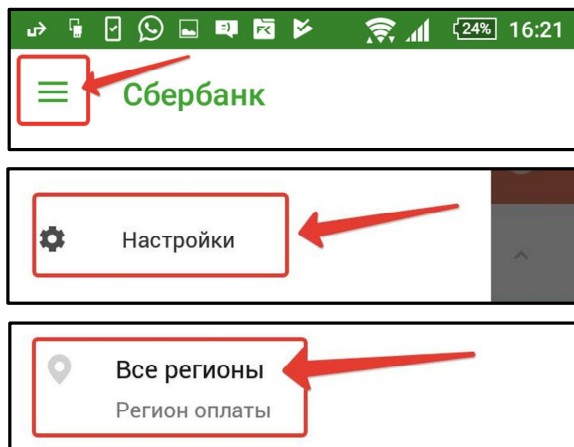 24% 16:21
Сбербанк
Настройки
Все регионы
Регион оплаты